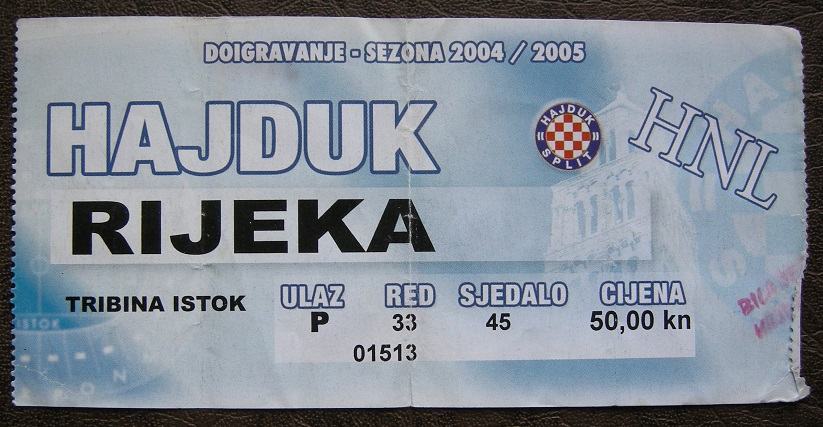 DOIGRAVANJE - SEZONA 2004 / 2005
HAJDUK
HAJDUK
SPLIT
HNL
RIJEKA
TRIBINA ISTOK
ULAZ RED SJEDALO CIJENA
P 33 45 50,00 kn
01513
ISTOK